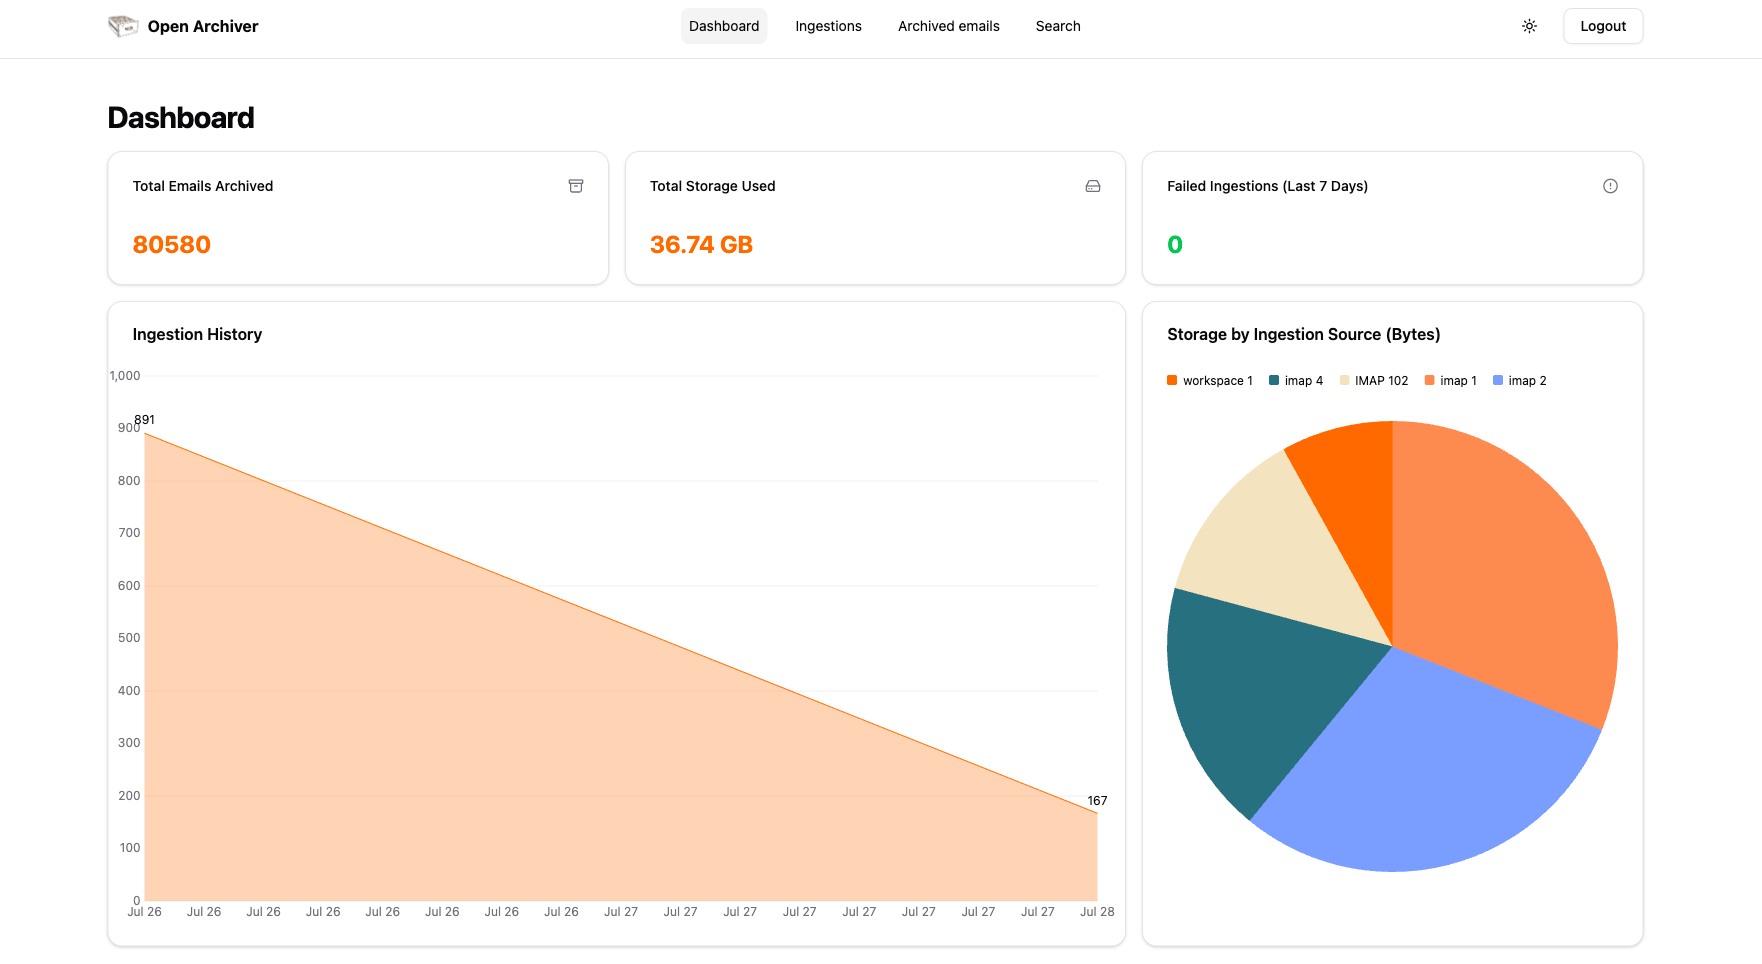 Open Archiver
Dashboard Ingestions Archived emails Search
Logout
Dashboard
Total Emails Archived
80580
Total Storage Used
36.74 GB
Failed Ingestions (Last 7 Days)
0
Ingestion History
1,000
900
800
700
600
500
400
300
200
100
0
891
167
Jul 26 Jul 26 Jul 26 Jul 26 Jul 26 Jul 26 Jul 26 Jul 26 Jul 27 Jul 27 Jul 27 Jul 27 Jul 27 Jul 27 Jul 27 Jul 27 Jul 28
Storage by Ingestion Source (Bytes)
workspace 1 imap 4 IMAP 102 imap 1 imap 2